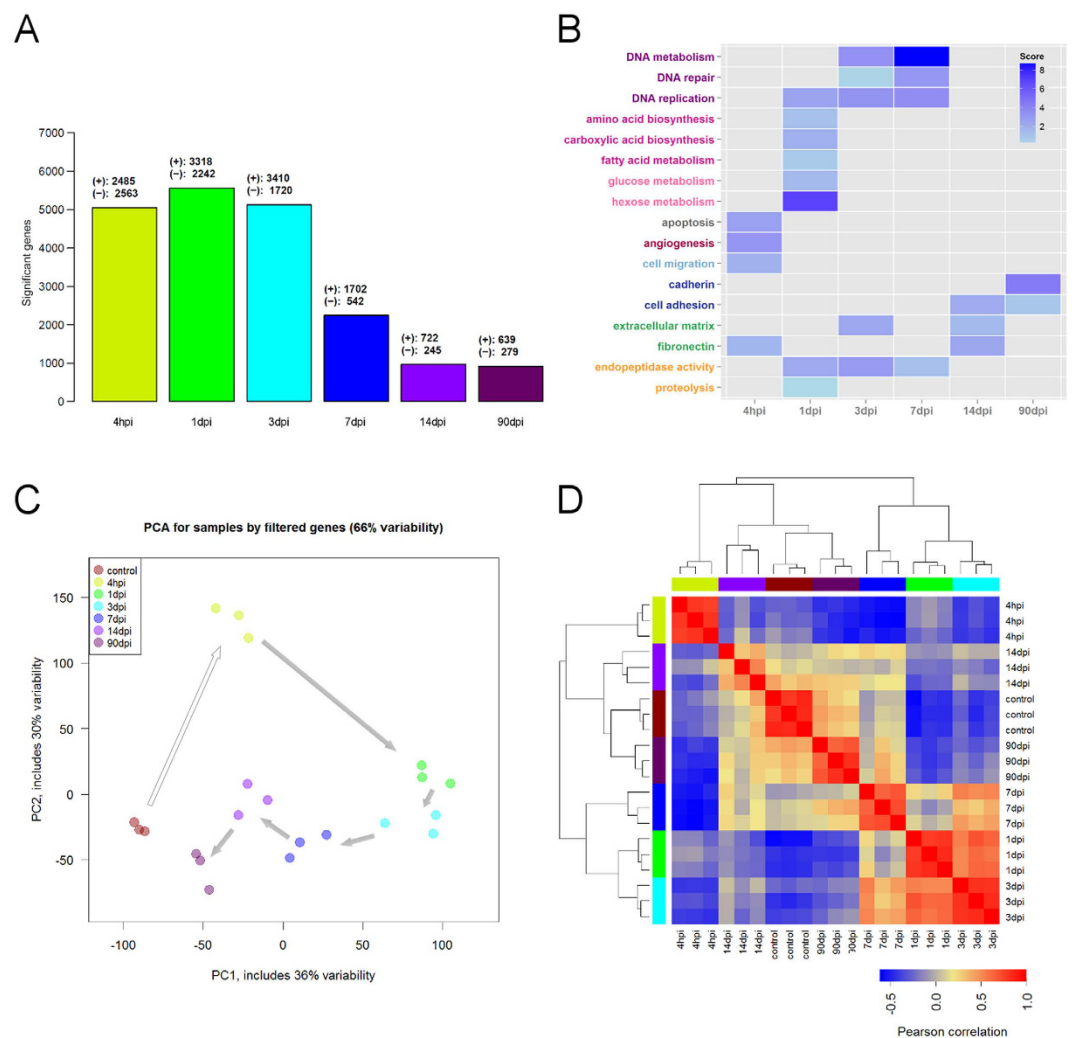 A
7000
6000
5000
4000
3000
2000
1000
0
Significant genes
(+): 2485
(−): 2563
(+): 3318
(−): 2242
(+): 3410
(−): 1720
(+): 1702
(−): 542
(+): 722
(−): 245
(+): 639
(−): 279
4hpi 1dpi 3dpi 7dpi 14dpi 90dpi
B
DNA metabolism
DNA repair
DNA replication
amino acid biosynthesis
carboxylic acid biosynthesis
fatty acid metabolism
glucose metabolism
hexose metabolism
apoptosis
angiogenesis
cell migration
cadherin
cell adhesion
extracellular matrix
fibronectin
endopeptidase activity
proteolysis
Score
8
6
4
2
4hpi 1dpi 3dpi 7dpi 14dpi 90dpi
C
PCA for samples by filtered genes (66% variability)
control
4hpi
1dpi
3dpi
7dpi
14dpi
90dpi
150
100
50
0
-50
PC2, includes 30% variability
-100 -50 0 50 100
PC1, includes 36% variability
D
4hpi
4hpi
4hpi
14dpi
14dpi
14dpi
control
control
control
90dpi
90dpi
90dpi
7dpi
7dpi
7dpi
1dpi
1dpi
1dpi
3dpi
3dpi
3dpi
4hpi 4hpi 4hpi 14dpi 14dpi 14dpi control control control 90dpi 90dpi 90dpi 7dpi 7dpi 7dpi 1dpi 1dpi 1dpi 3dpi 3dpi 3dpi
-0.5 0.0 0.5 1.0
Pearson correlation